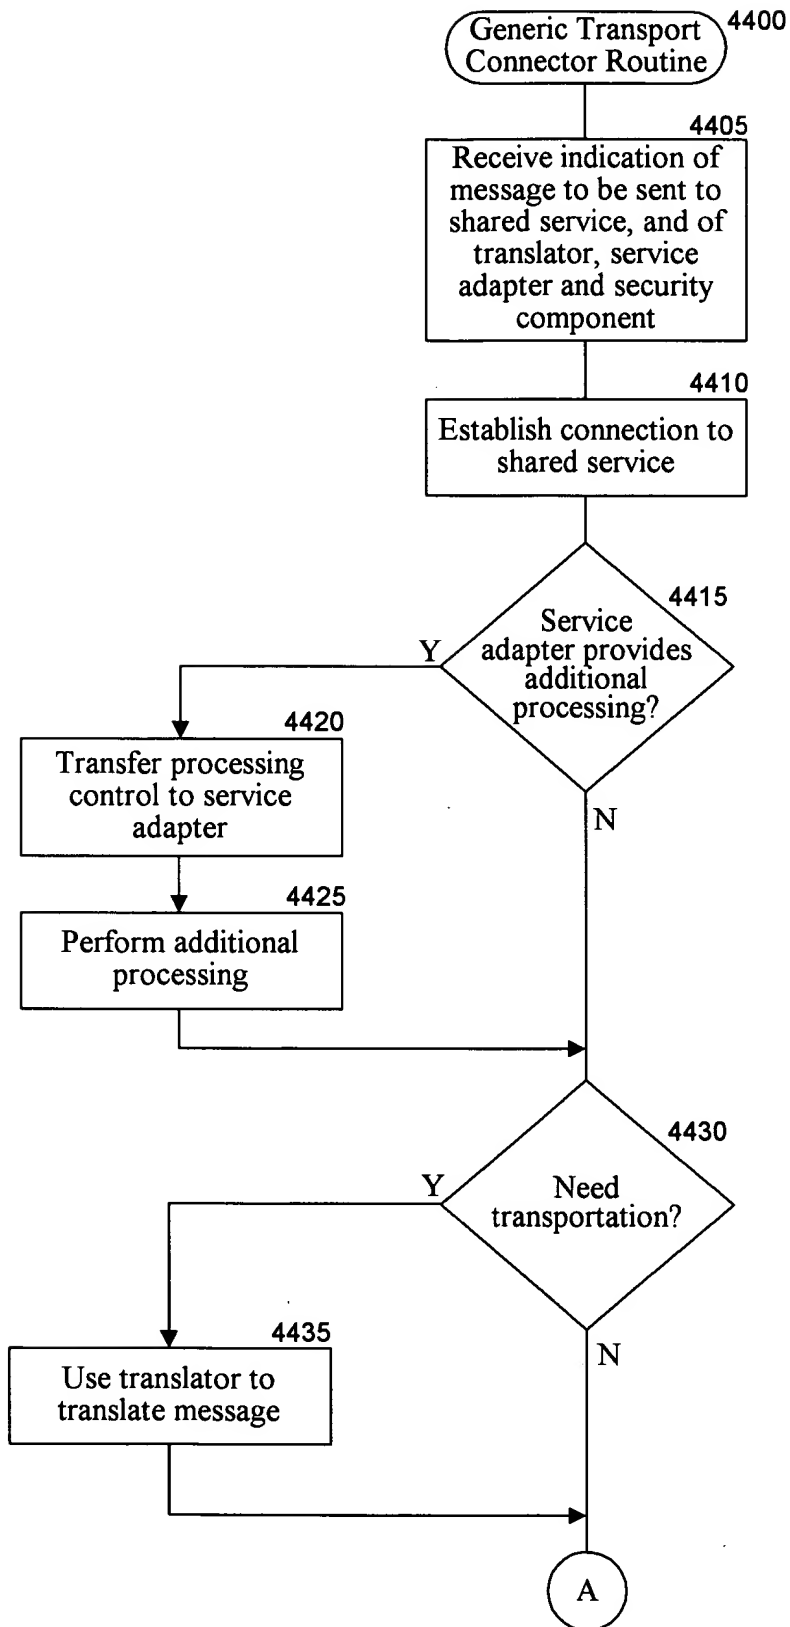 Generic Transport
Connector Routine
4400
4405
Receive indication of
message to be sent to
shared service, and of
translator, service
adapter and security
component
4410
Establish connection to
shared service
4415
Service
adapter provides
additional
processing?
Y
N
4420
Transfer processing
control to service
adapter
4425
Perform additional
processing
4430
Need
transportation?
Y
N
4435
Use translator to
translate message
A